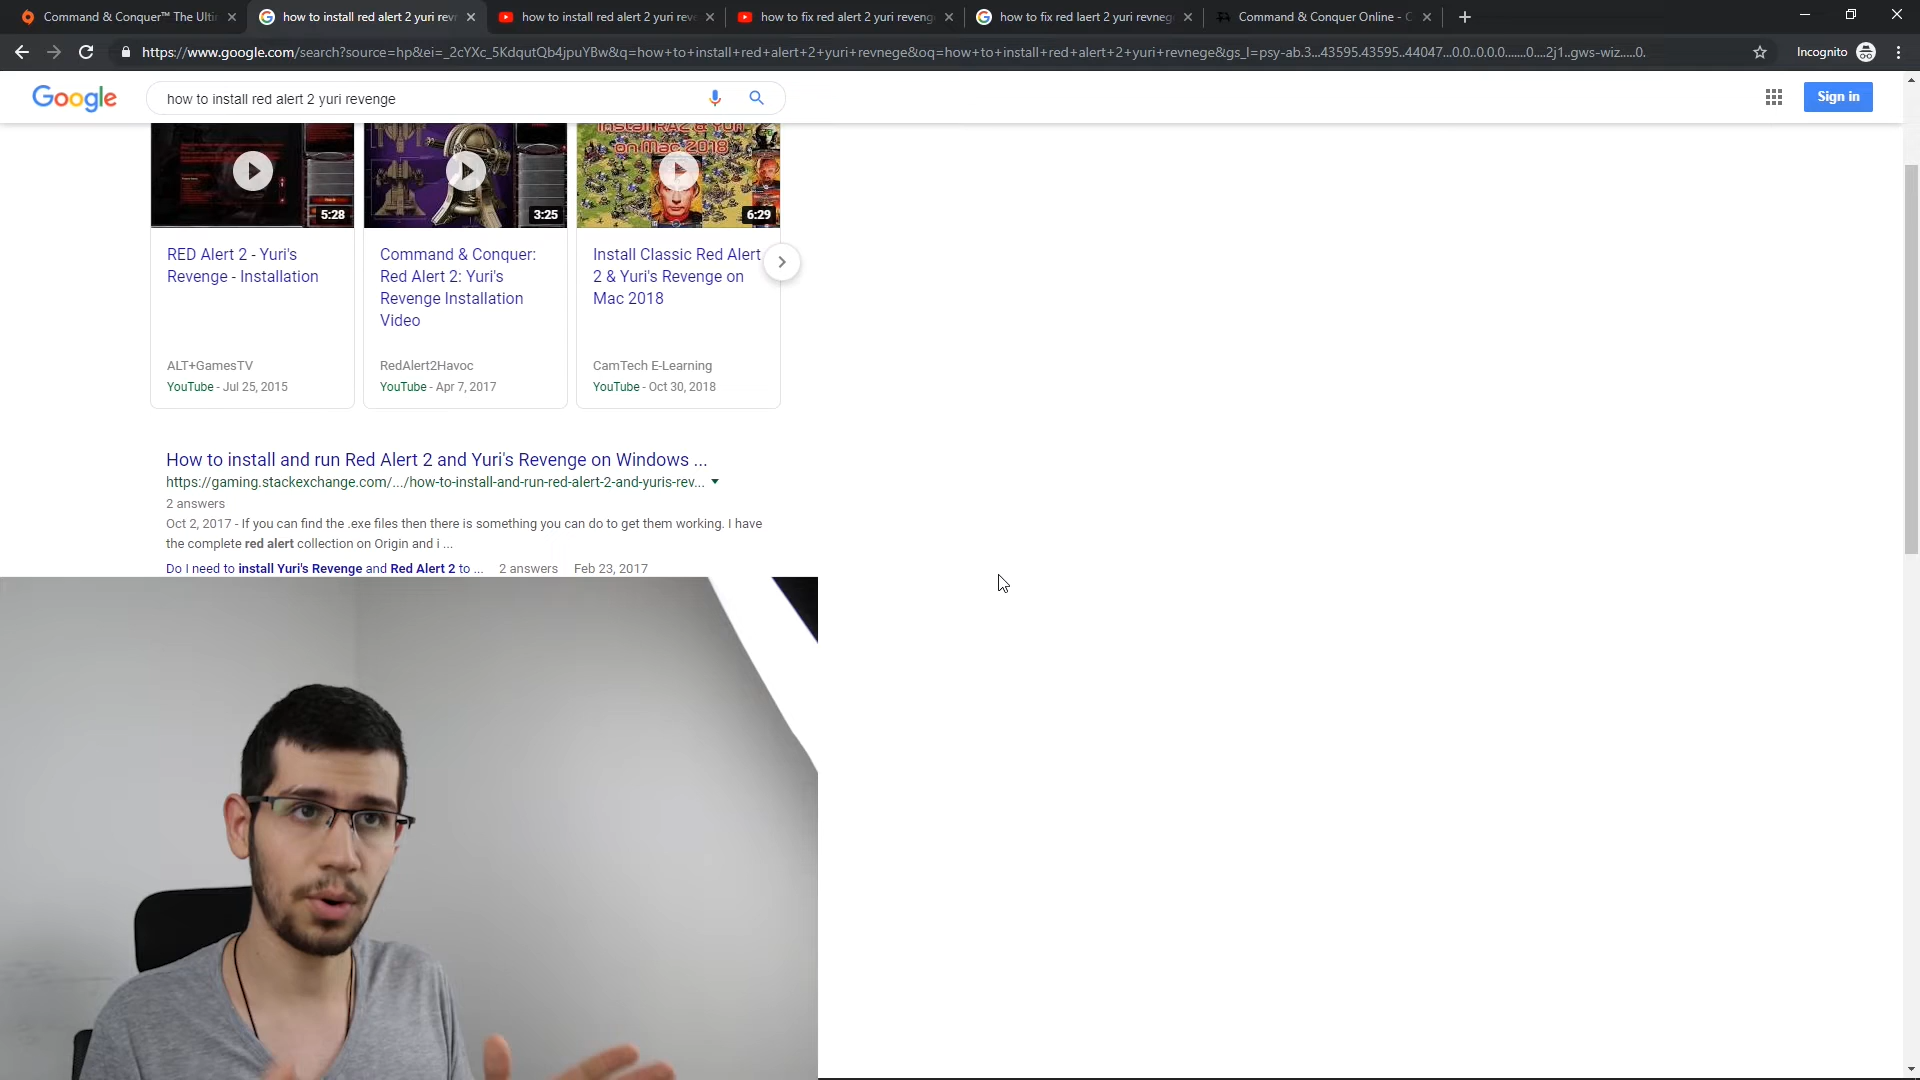 Command & Conquer™ The Ulti
how to install red alert 2 yuri rev
how to install red alert 2 yuri reve
how to fix red alert 2 yuri reveng
how to fix red laert 2 yuri revneg
Command & Conquer Online - C
https://www.google.com/search?source=hp&ei=_2cYXc_5KdqutQb4jpuYBw&q=how+to+install+red+alert+2+yuri+revnege&oq=how+to+install+red+alert+2+yuri+revnege&gs_l=psy-ab.3...43595.43595..44047...0.0..0.0.0.......0....2j1..gws-wiz.....0.
Incognito
Google
how to install red alert 2 yuri revenge
Sign in
Install RA2 & Yuri
on Mac 2018
5:28
3:25
6:29
RED Alert 2 - Yuri's
Revenge - Installation
Command & Conquer:
Red Alert 2: Yuri's
Revenge Installation
Video
Install Classic Red Alert
2 & Yuri's Revenge on
Mac 2018
ALT+GamesTV
YouTube - Jul 25, 2015
RedAlert2Havoc
YouTube - Apr 7, 2017
CamTech E-Learning
YouTube - Oct 30, 2018
How to install and run Red Alert 2 and Yuri's Revenge on Windows ...
https://gaming.stackexchange.com/.../how-to-install-and-run-red-alert-2-and-yuris-rev...
2 answers
Oct 2, 2017 - If you can find the .exe files then there is something you can do to get them working. I have
the complete red alert collection on Origin and i ...
Do I need to install Yuri's Revenge and Red Alert 2 to ... 2 answers Feb 23, 2017